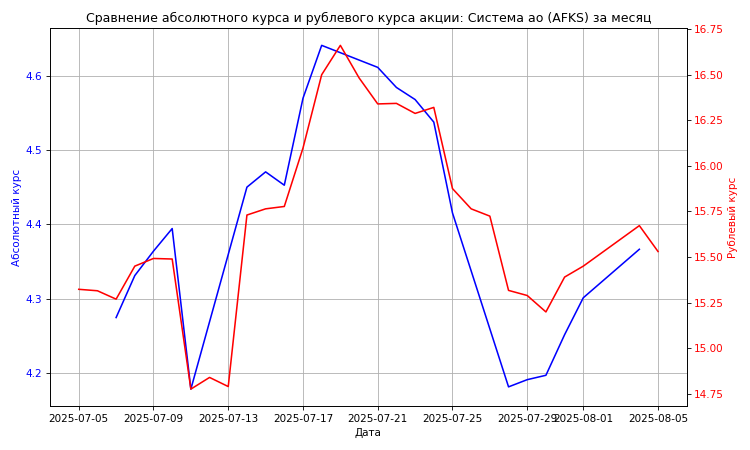 Сравнение абсолютного курса и рублевого курса акции: Система ао (AFKS) за месяц
16.75
4.6
16.50
16.25
4.5
16.00
Абсолютный курс
Рублевый курс
15.75
4.4
15.50
4.3
15.25
15.00
4.2
14.75
2025-07-05 2025-07-09 2025-07-13 2025-07-17 2025-07-21 2025-07-25 2025-07-29 2025-08-01 2025-08-05
Дата